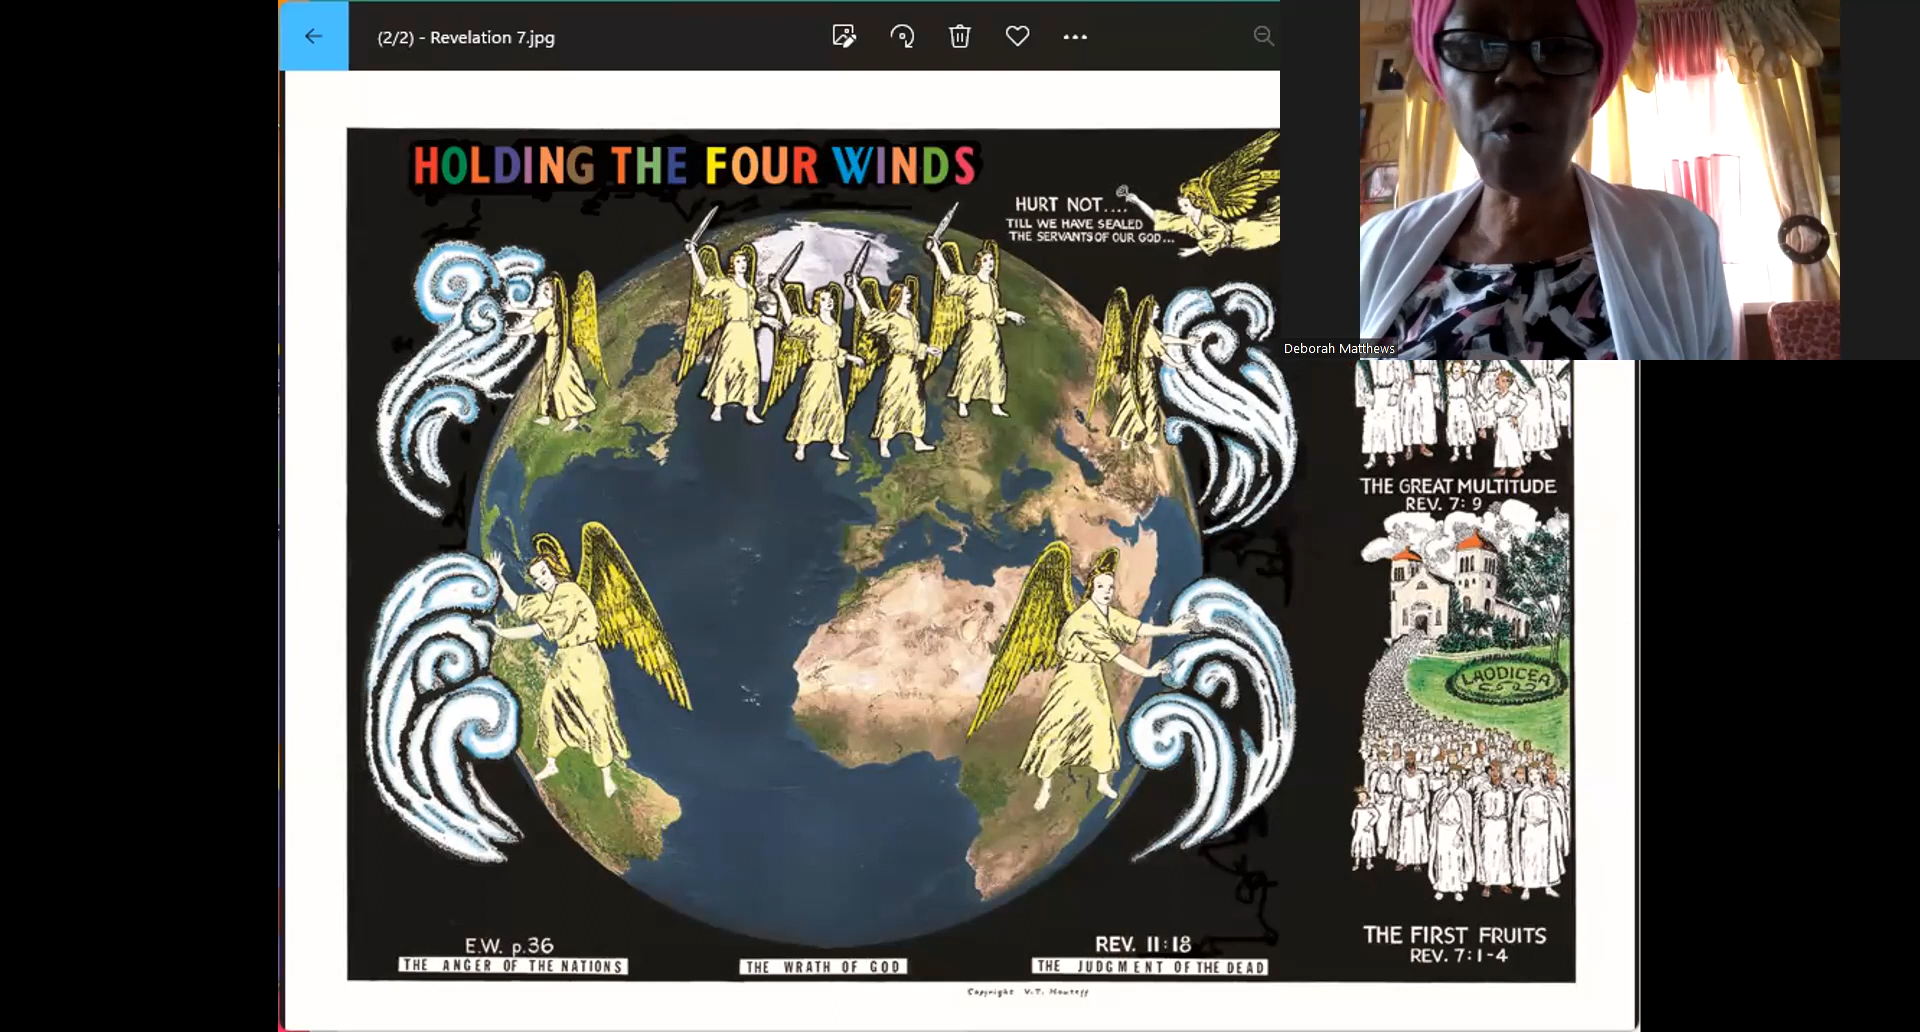 (2/2) - Revelation 7.jpg
HOLDING THE FOUR WINDS
HURT NOT....
TILL WE HAVE SEALED
THE SERVANTS OF OUR GOD...
Deborah Matthews
THE GREAT MULTITUDE
REV. 7:9
LAODICEA
THE FIRST FRUITS
REV. 7:1-4
E.W. p.36
THE ANGER OF THE NATIONS
THE WRATH OF GOD
REV. 11:18
THE JUDGMENT OF THE DEAD
Copyright V.T. Houteff